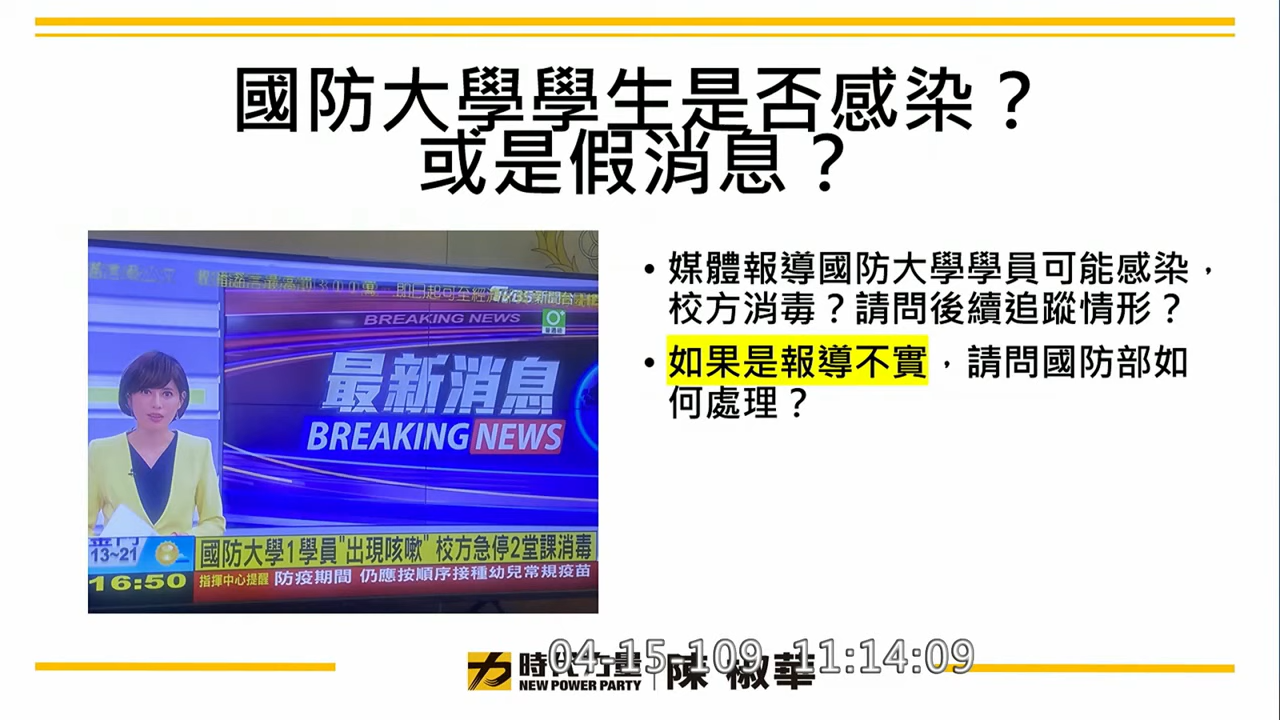 國防大學學生是否感染？
或是假消息？
• 媒體報導國防大學學員可能感染，
校方消毒？請問後續追蹤情形？
• 如果是報導不實，請問國防部如
何處理？
TVBS 新聞台
BREAKING NEWS
最新消息
BREAKING NEWS
國防大學1學員"出現咳嗽" 校方急停2堂課消毒
13~21
16:50
指揮中心提醒 防疫期間 仍應按順序接種幼兒常規疫苗
時代力量
NEW POWER PARTY
陳椒華
04-15-109 11:14:09